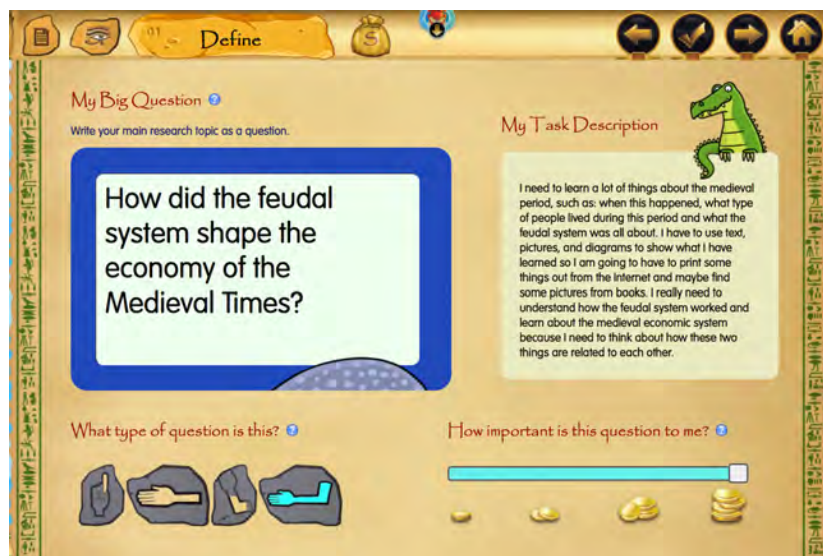 01
Define
S
My Big Question ?
Write your main research topic as a question.
How did the feudal
system shape the
economy of the
Medieval Times?
My Task Description
I need to learn a lot of things about the medieval
period, such as: when this happened, what type
of people lived during this period and what the
feudal system was all about. I have to use text,
pictures, and diagrams to show what I have
learned so I am going to have to print some
things out from the Internet and maybe find
some pictures from books. I really need to
understand how the feudal system worked and
learn about the medieval economic system
because I need to think about how these two
things are related to each other.
What type of question is this? ?
How important is this question to me? ?